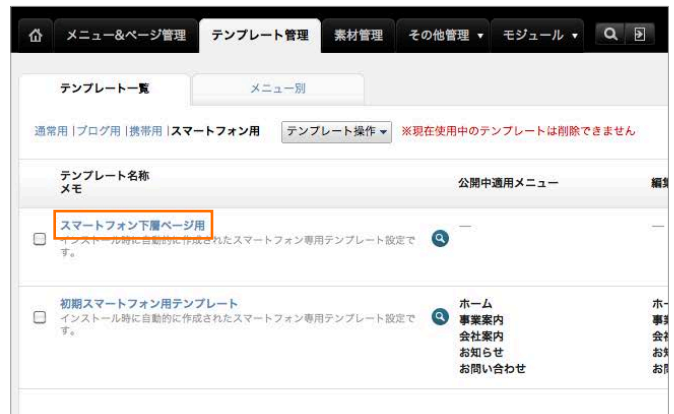 メニュー&ページ管理 テンプレート管理 素材管理 その他管理 ▼ モジュール ▼
テンプレート一覧 メニュー別
通常用 | ブログ用 | 携帯用 | スマートフォン用 テンプレート操作 ▼ ※現在使用中のテンプレートは削除できません
テンプレート名称
メモ
公開中適用メニュー
スマートフォン下層ページ用
インストール時に自動的に作成されたスマートフォン専用テンプレート設定で
す。
—
—
初期スマートフォン用テンプレート
インストール時に自動的に作成されたスマートフォン専用テンプレート設定で
す。
ホーム
事業案内
会社案内
お知らせ
お問い合わせ